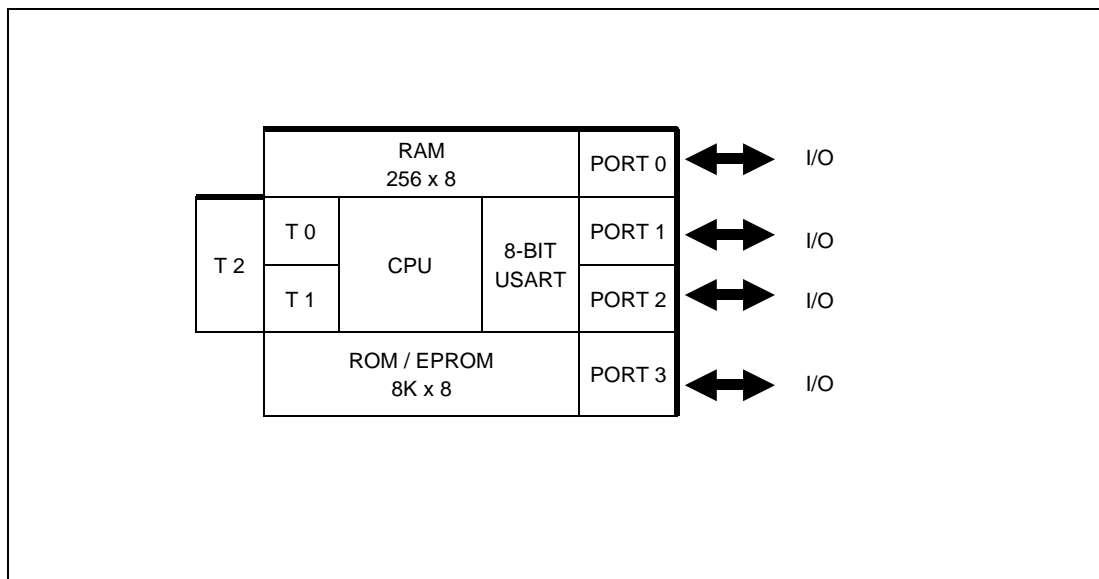 RAM
256 x 8
PORT 0
I/O
T 2
T 0
T 1
CPU
8-BIT
USART
PORT 1
I/O
PORT 2
I/O
ROM / EPROM
8K x 8
PORT 3
I/O